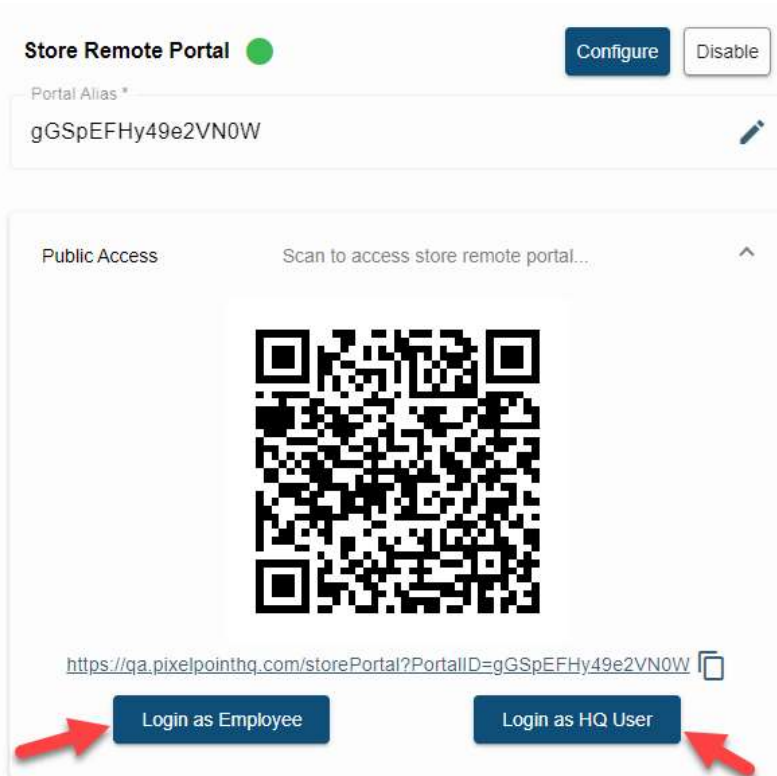 Store Remote Portal
Configure
Disable
Portal Alias *
gGSpEFHy49e2VN0W
Public Access
Scan to access store remote portal...
https://qa.pixelpointhq.com/storePortal?PortalID=gGSpEFHy49e2VN0W
Login as Employee
Login as HQ User